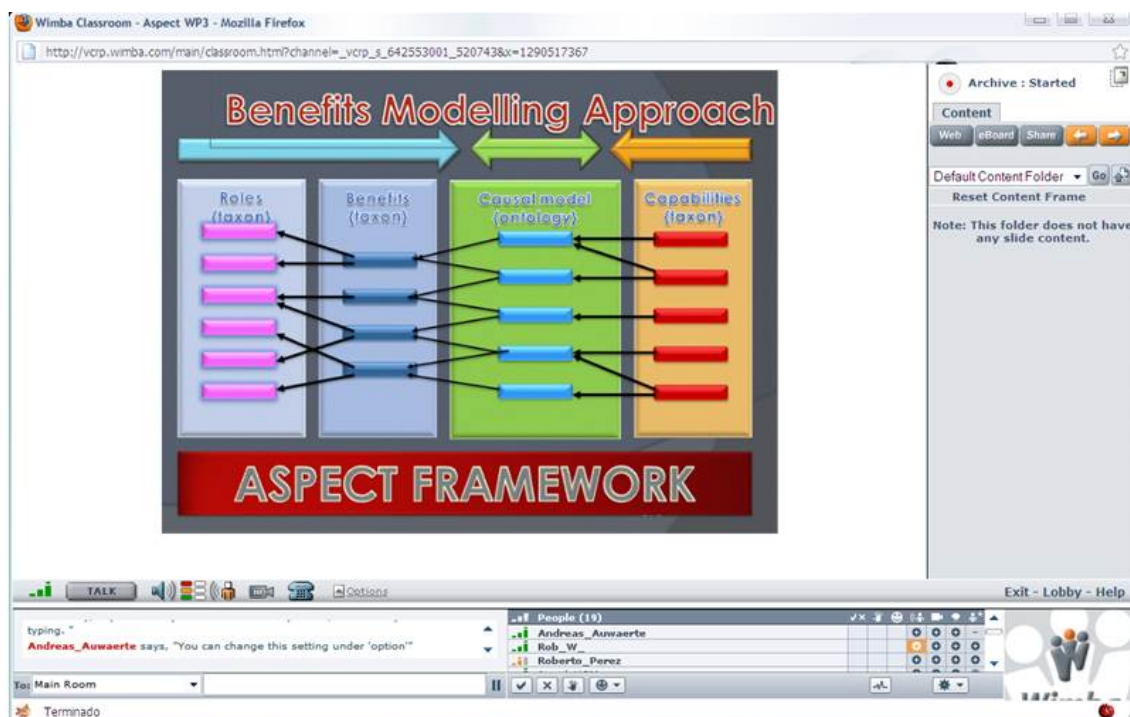 Wimba Classroom - Aspect WP3 - Mozilla Firefox
http://vcrp.wimba.com/main/classroom.html?channel=_vcrp_s_642553001_520743&x=1290517367
Benefits Modelling Approach
Roles
(taxon)
Benefits
(taxon)
Causal model
(ontology)
Capabilities
(taxon)
ASPECT FRAMEWORK
Archive : Started
Content
Web eBoard Share
Default Content Folder Go
Reset Content Frame
Note: This folder does not have
any slide content.
TALK Options
Exit - Lobby - Help
typing. "
Andreas_Auwaerte says, "You can change this setting under 'option'"
To: Main Room
People (19)
Andreas_Auwaerte
Rob_W_
Roberto_Perez
Terminado